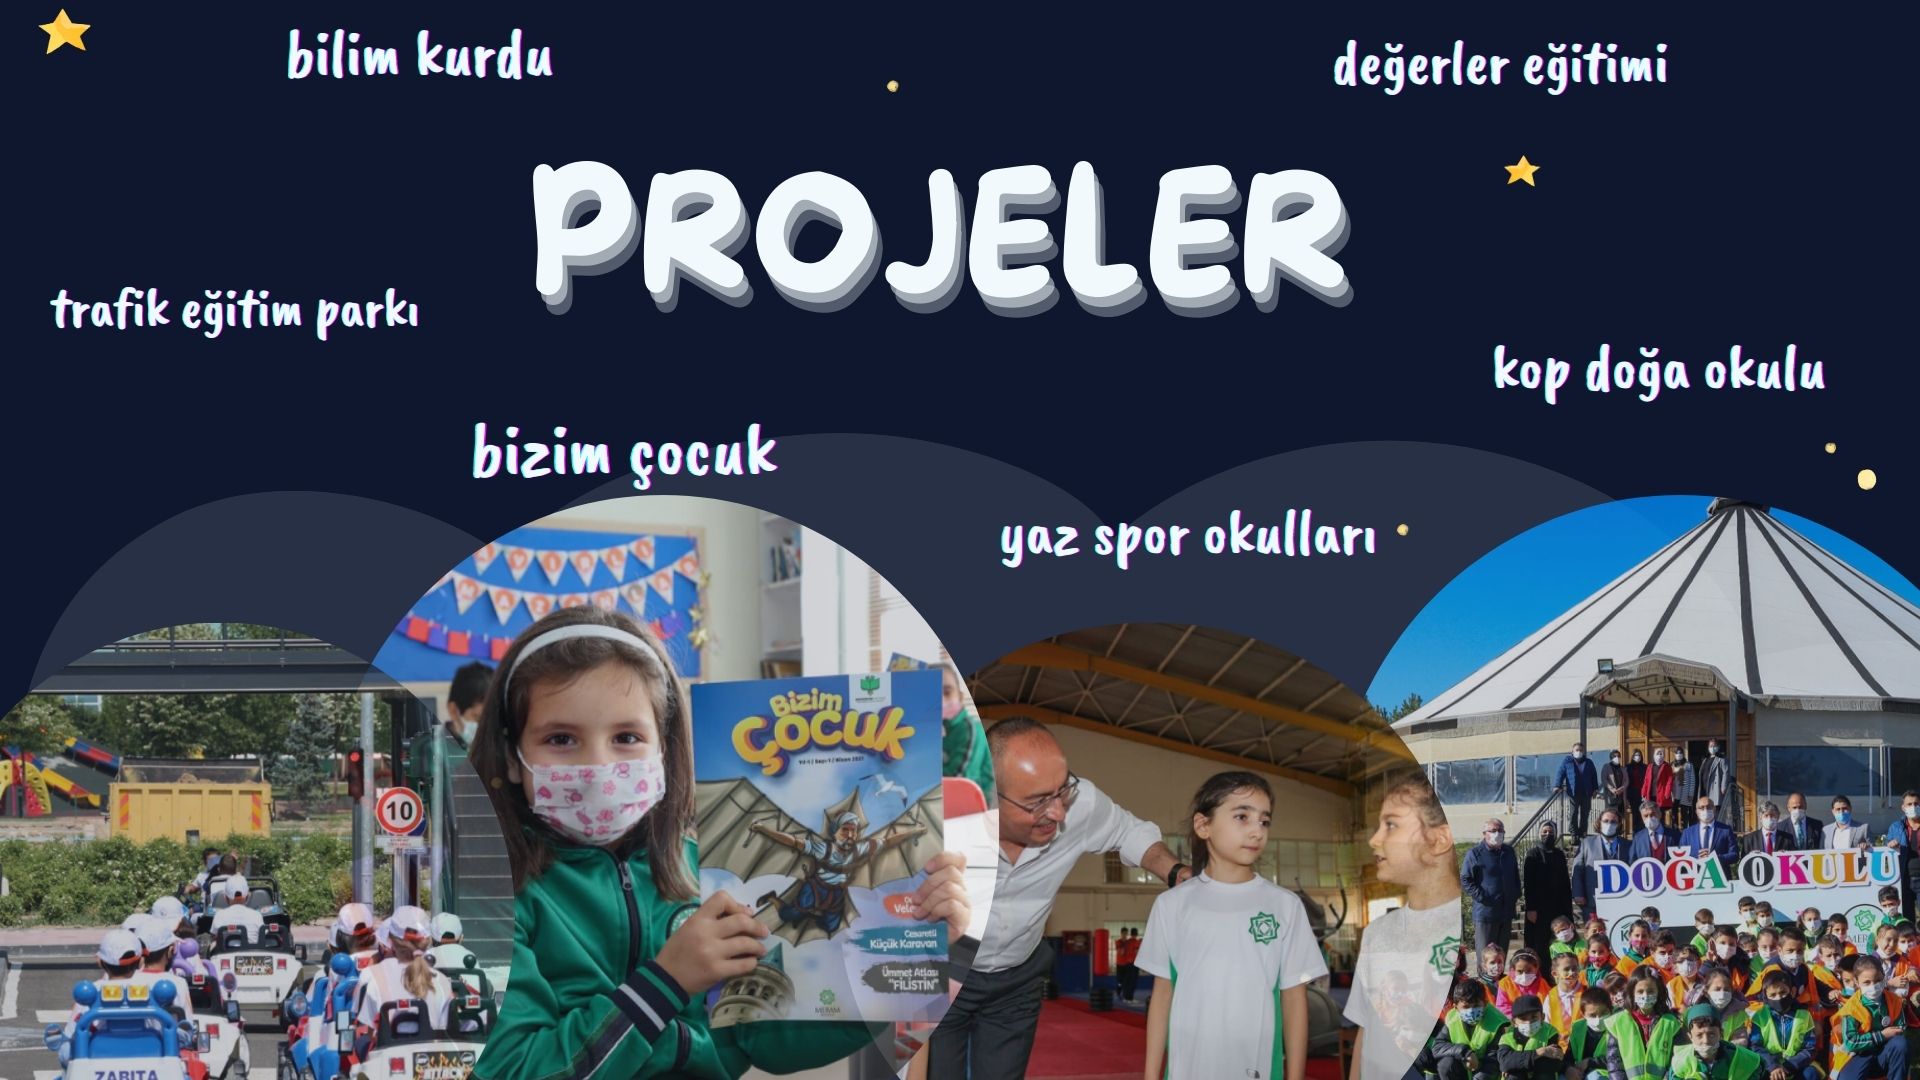 bilim kurdu
değerler eğitimi
PROJELER
trafik eğitim parkı
kop doğa okulu
bizim çocuk
yaz spor okulları
Bizim
Çocuk
Cesaretli
Küçük Karavan
Ümmet Atlası
"FİLİSTİN"
MERAM
10
DOĞA OKULU
ZABITA